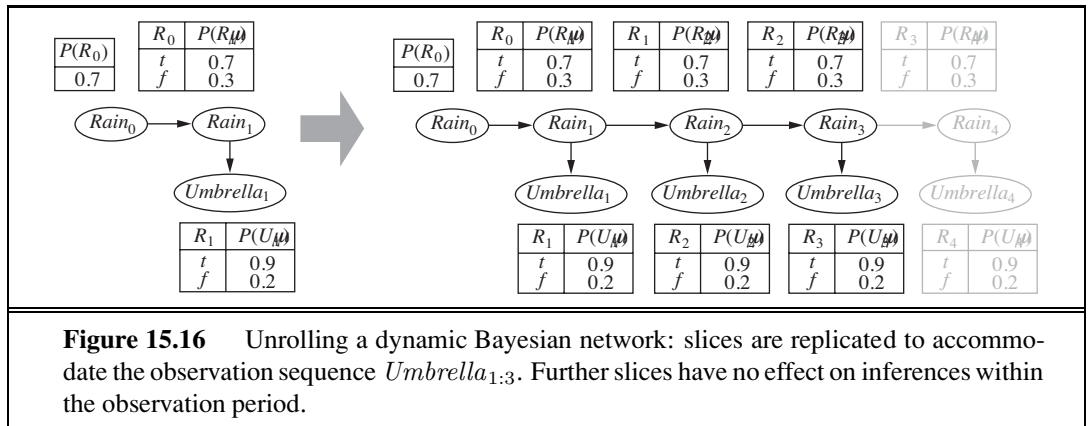 P(R0)
0.7
R0 P(R1)
t 0.7
f 0.3
Rain0
Rain1
Umbrella1
R1 P(U1)
t 0.9
f 0.2
P(R0)
0.7
R0 P(R1)
t 0.7
f 0.3
R1 P(R2)
t 0.7
f 0.3
R2 P(R3)
t 0.7
f 0.3
R3 P(R4)
t 0.7
f 0.3
Rain0
Rain1
Rain2
Rain3
Rain4
Umbrella1
Umbrella2
Umbrella3
Umbrella4
R1 P(U1)
t 0.9
f 0.2
R2 P(U2)
t 0.9
f 0.2
R3 P(U3)
t 0.9
f 0.2
R4 P(U4)
t 0.9
f 0.2
Figure 15.16 Unrolling a dynamic Bayesian network: slices are replicated to accommo-
date the observation sequence Umbrella1:3. Further slices have no effect on inferences within
the observation period.